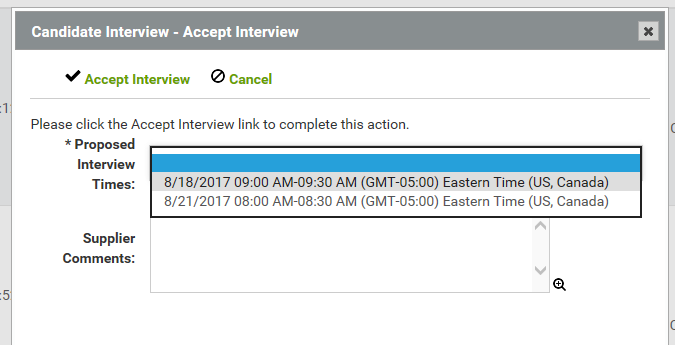 Candidate Interview - Accept Interview
Accept Interview Cancel
Please click the Accept Interview link to complete this action.
* Proposed
Interview
Times:
8/18/2017 09:00 AM-09:30 AM (GMT-05:00) Eastern Time (US, Canada)
8/21/2017 08:00 AM-08:30 AM (GMT-05:00) Eastern Time (US, Canada)
Supplier
Comments: